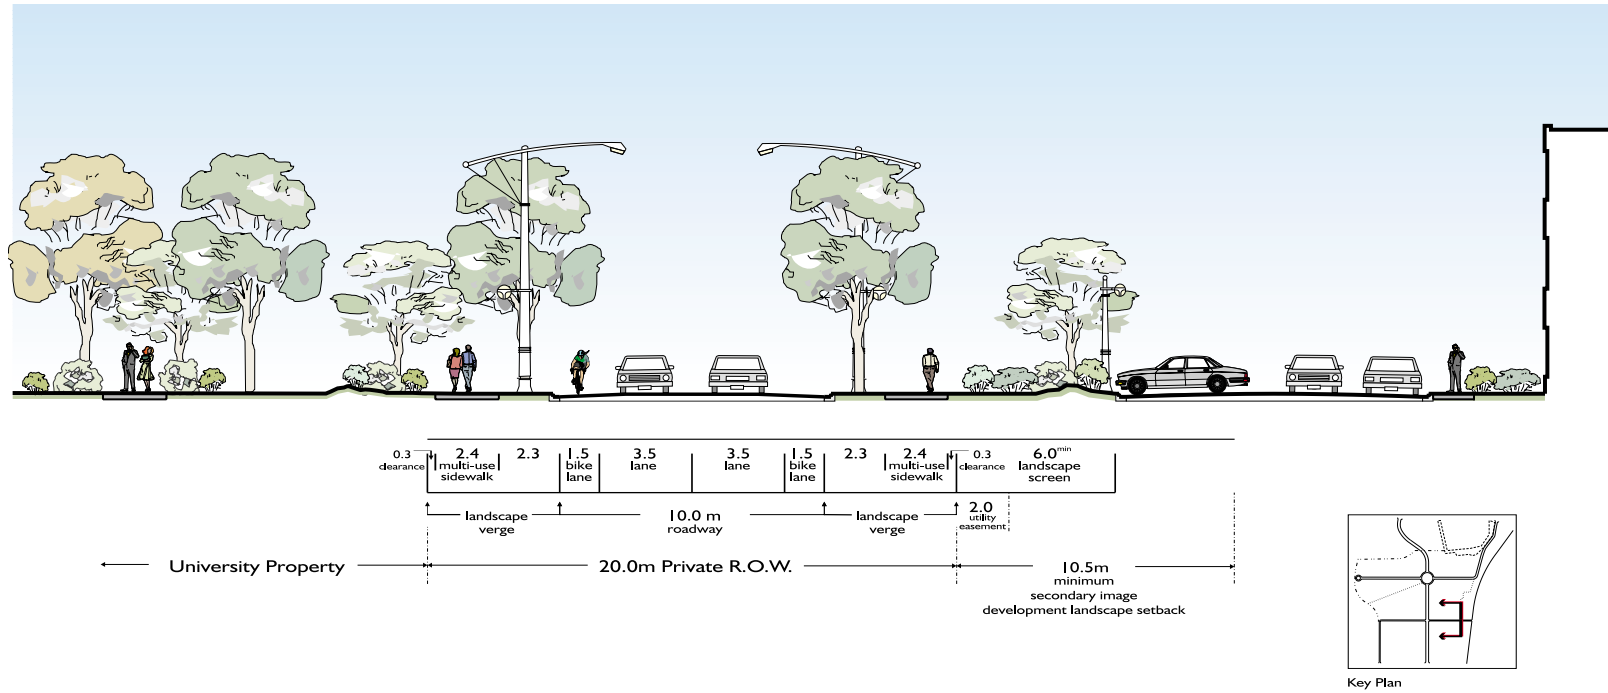 0.3
clearance
2.4
multi-use
sidewalk
2.3
1.5
bike
lane
3.5
lane
3.5
lane
1.5
bike
lane
2.3
2.4
multi-use
sidewalk
0.3
clearance
6.0min
landscape
screen
landscape
verge
10.0 m
roadway
landscape
verge
2.0
utility
easement
University Property
20.0m Private R.O.W.
10.5m
minimum
secondary image
development landscape setback
Key Plan